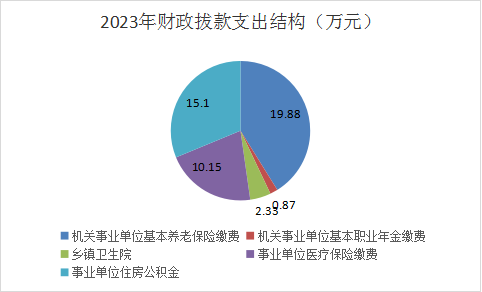 2023年财政拨款支出结构（万元）
15.1
19.88
10.15
2.33
0.87
机关事业单位基本养老保险缴费
机关事业单位基本职业年金缴费
乡镇卫生院
事业单位医疗保险缴费
事业单位住房公积金